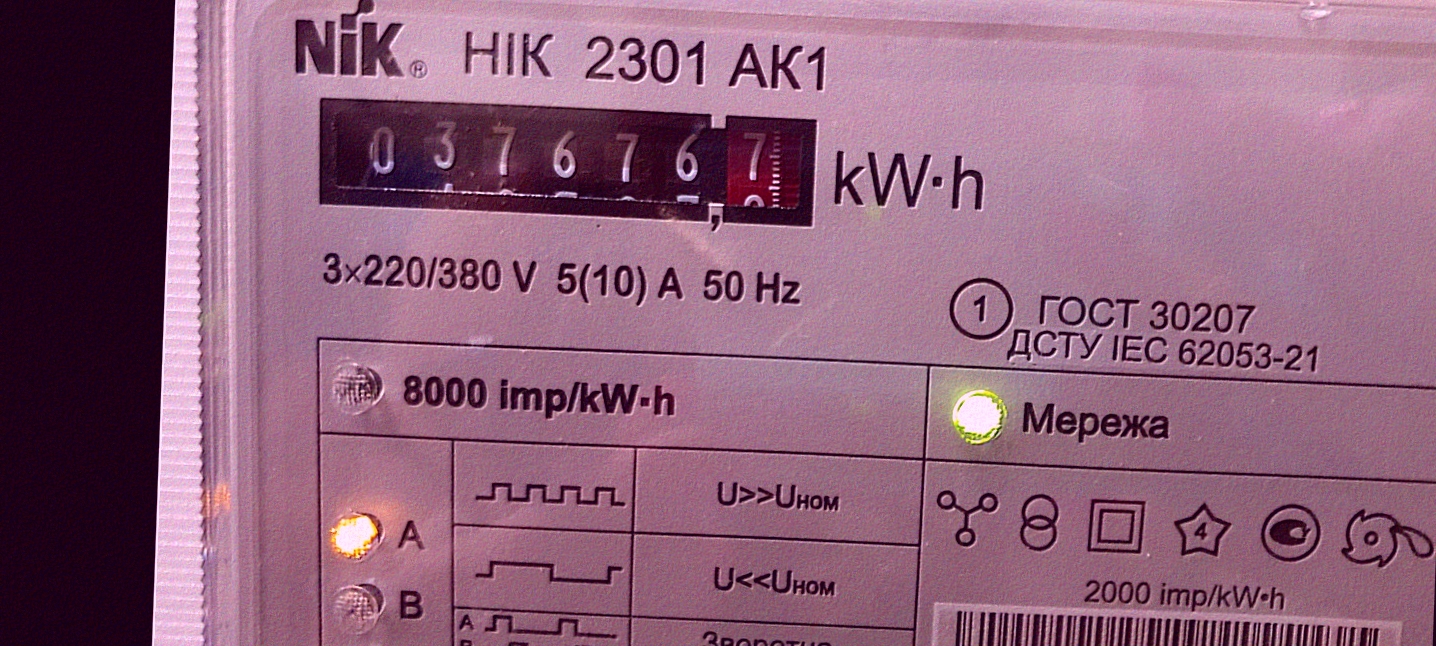 NiK® НІК 2301 АК1
037676,7 kW·h
3×220/380 V 5(10) A 50 Hz
1 ГОСТ 30207
ДСТУ IEC 62053-21
8000 imp/kW·h
Мережа
A
U>>Uном
4
B
U<<Uном
2000 imp/kW·h
A